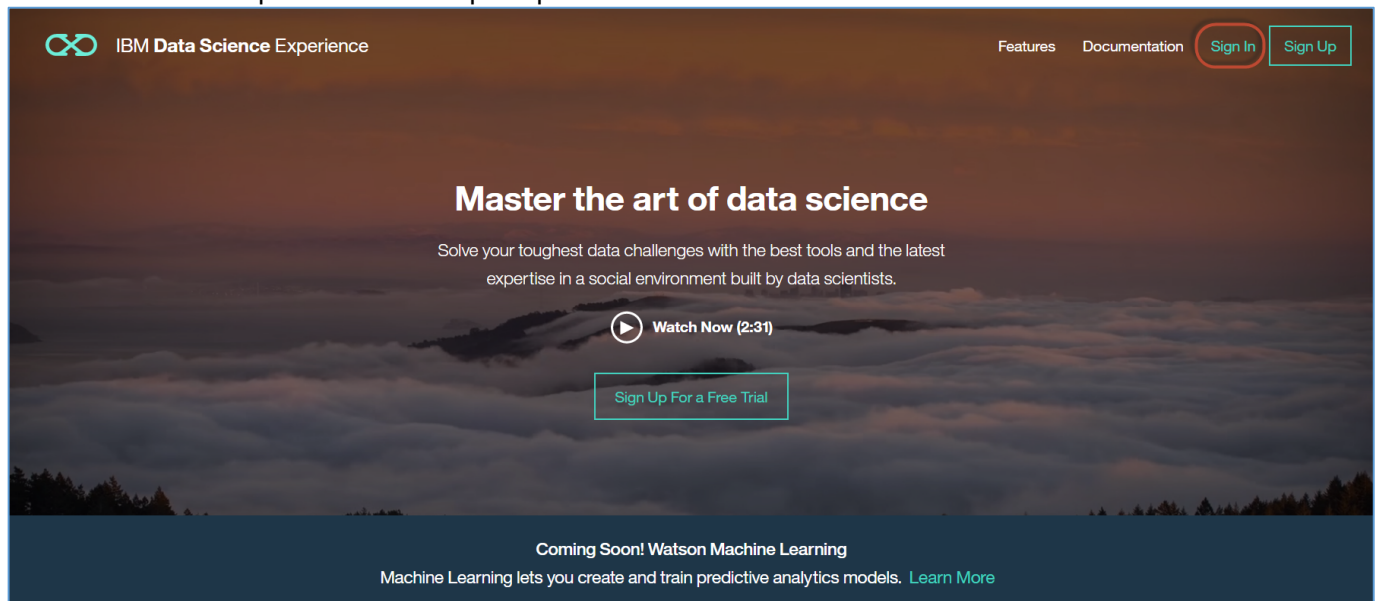 IBM Data Science Experience
Features
Documentation
Sign In
Sign Up
Master the art of data science
Solve your toughest data challenges with the best tools and the latest
expertise in a social environment built by data scientists.
Watch Now (2:31)
Sign Up For a Free Trial
Coming Soon! Watson Machine Learning
Machine Learning lets you create and train predictive analytics models. Learn More